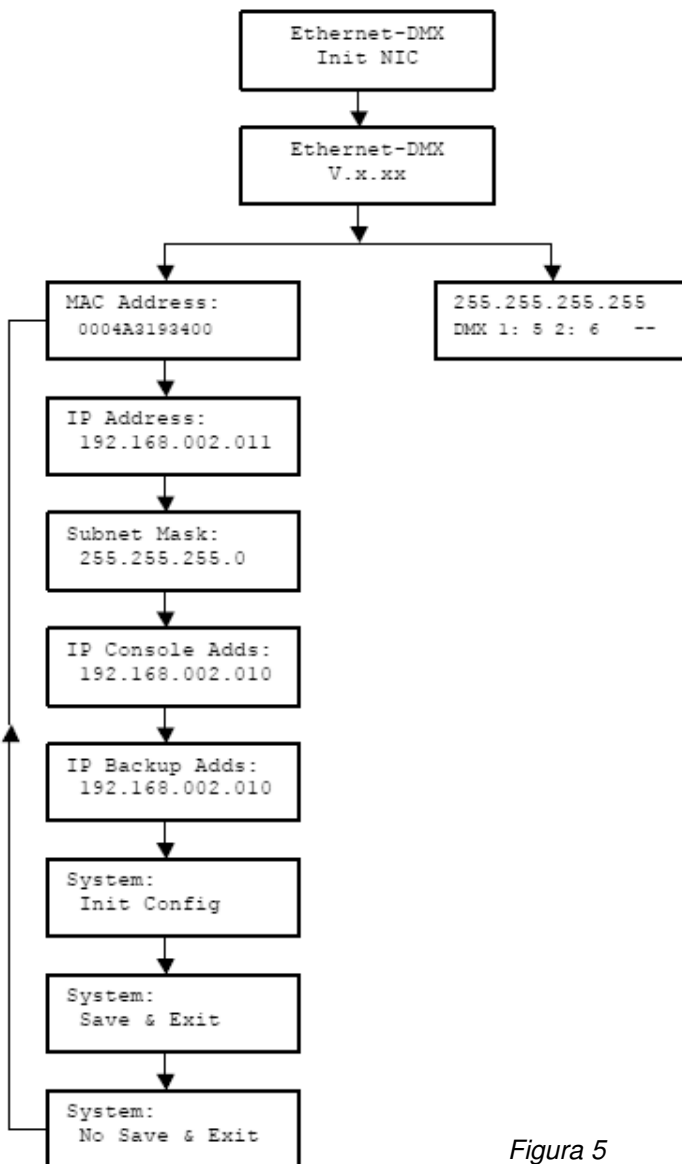 Ethernet-DMX
Init NIC
Ethernet-DMX
V.x.xx
MAC Address:
0004A3193400
255.255.255.255
DMX 1: 5 2: 6 --
IP Address:
192.168.002.011
Subnet Mask:
255.255.255.0
IP Console Adds:
192.168.002.010
IP Backup Adds:
192.168.002.010
System:
Init Config
System:
Save & Exit
System:
No Save & Exit
Figura 5